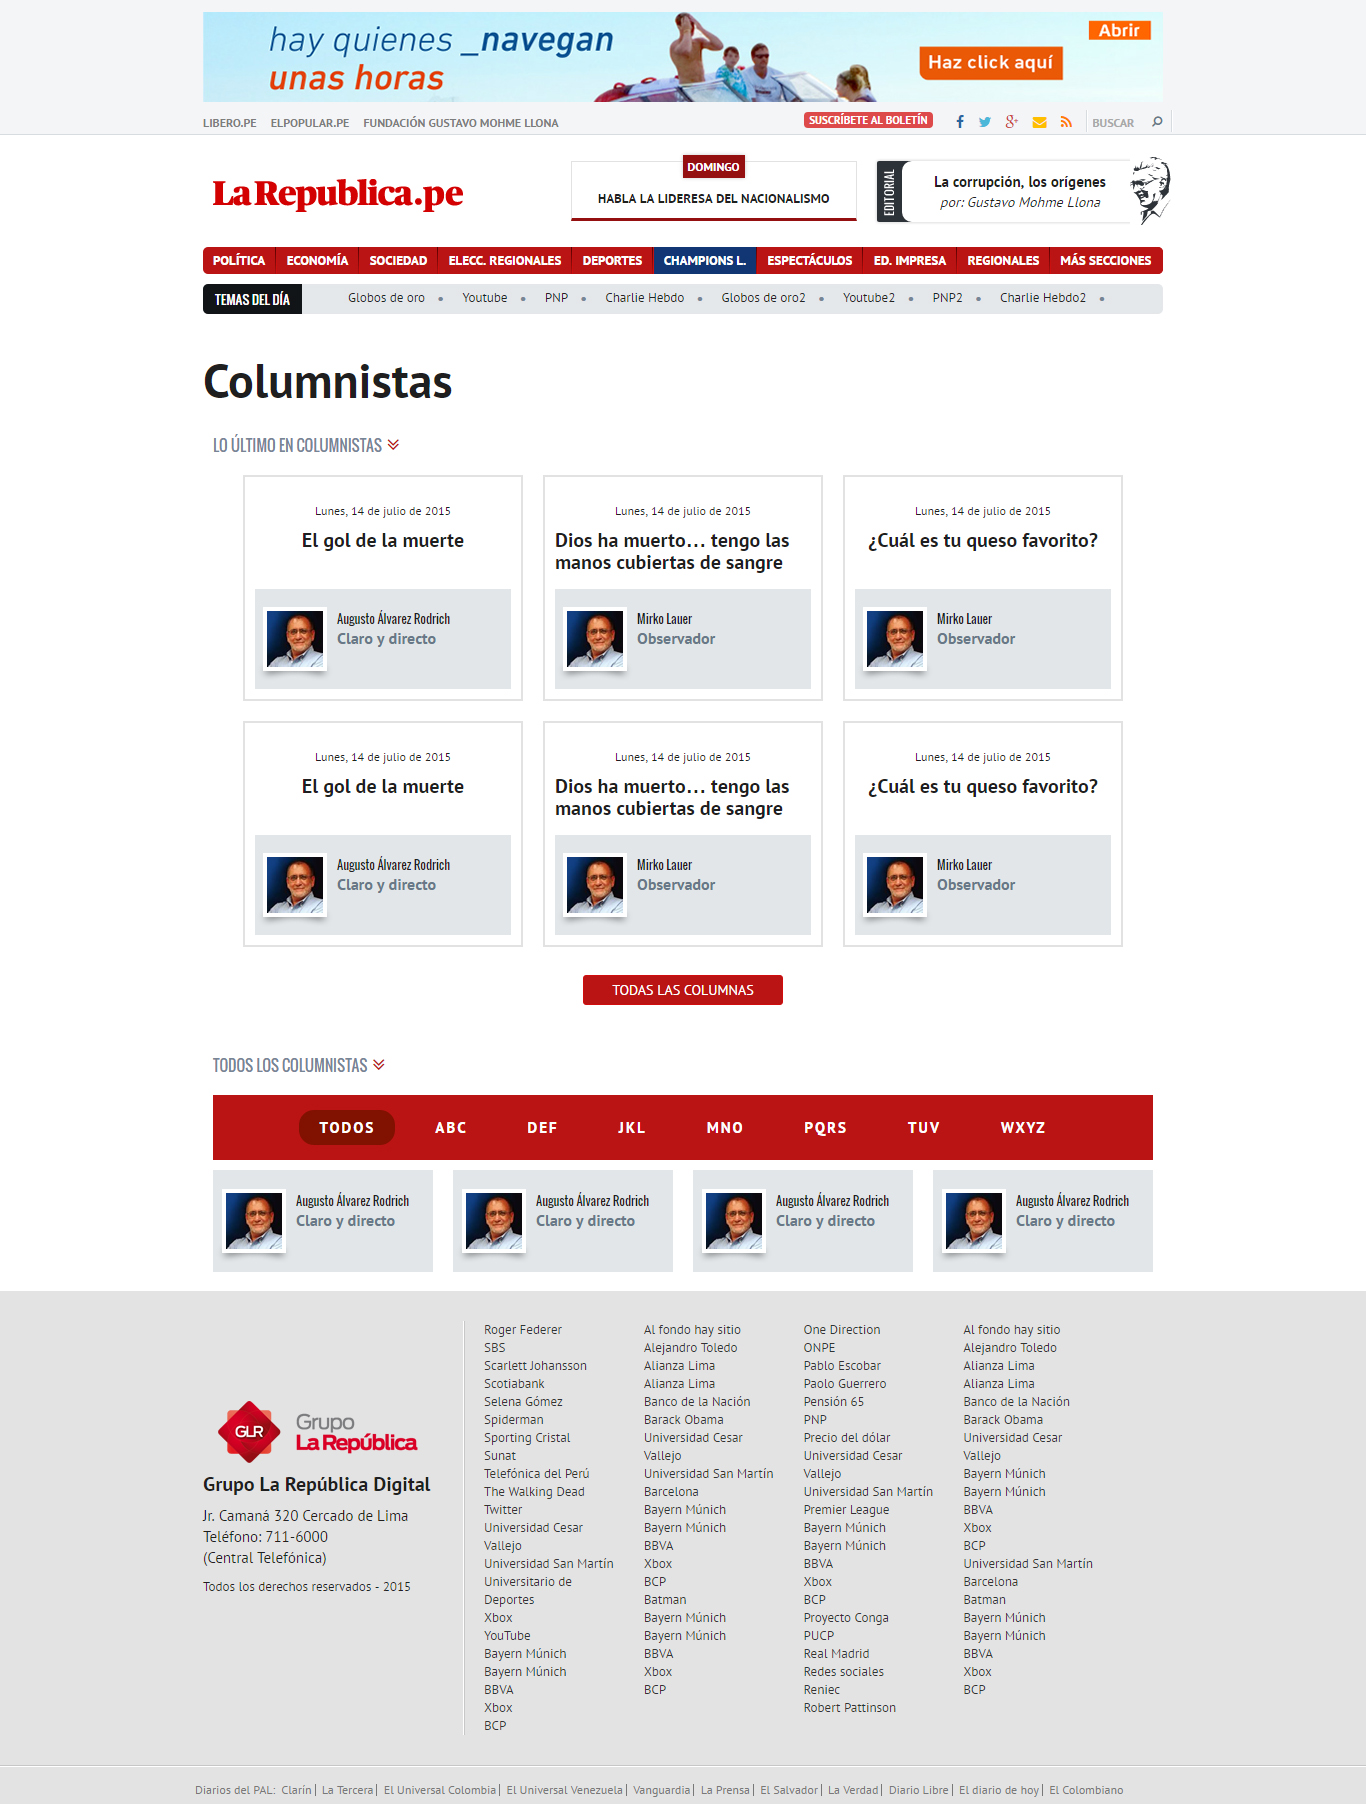 hay quienes _navegan
unas horas
Abrir
Haz click aquí
LIBERO.PE ELPOPULAR.PE FUNDACIÓN GUSTAVO MOHME LLONA
SUSCRÍBETE AL BOLETÍN
BUSCAR
LaRepublica.pe
DOMINGO
HABLA LA LIDERESA DEL NACIONALISMO
EDITORIAL
La corrupción, los orígenes
por: Gustavo Mohme Llona
POLÍTICA ECONOMÍA SOCIEDAD ELECC. REGIONALES DEPORTES CHAMPIONS L. ESPECTÁCULOS ED. IMPRESA REGIONALES MÁS SECCIONES
TEMAS DEL DÍA Globos de oro • Youtube • PNP • Charlie Hebdo • Globos de oro2 • Youtube2 • PNP2 • Charlie Hebdo2 •
Columnistas
LO ÚLTIMO EN COLUMNISTAS
Lunes, 14 de julio de 2015
El gol de la muerte
Augusto Álvarez Rodrich
Claro y directo
Lunes, 14 de julio de 2015
Dios ha muerto... tengo las
manos cubiertas de sangre
Mirko Lauer
Observador
Lunes, 14 de julio de 2015
¿Cuál es tu queso favorito?
Mirko Lauer
Observador
Lunes, 14 de julio de 2015
El gol de la muerte
Augusto Álvarez Rodrich
Claro y directo
Lunes, 14 de julio de 2015
Dios ha muerto... tengo las
manos cubiertas de sangre
Mirko Lauer
Observador
Lunes, 14 de julio de 2015
¿Cuál es tu queso favorito?
Mirko Lauer
Observador
TODAS LAS COLUMNAS
TODOS LOS COLUMNISTAS
TODOS ABC DEF JKL MNO PQRS TUV WXYZ
Augusto Álvarez Rodrich
Claro y directo
Augusto Álvarez Rodrich
Claro y directo
Augusto Álvarez Rodrich
Claro y directo
Augusto Álvarez Rodrich
Claro y directo
GLR
Grupo
La República
Grupo La República Digital
Jr. Camaná 320 Cercado de Lima
Teléfono: 711-6000
(Central Telefónica)
Todos los derechos reservados - 2015
Roger Federer
SBS
Scarlett Johansson
Scotiabank
Selena Gómez
Spiderman
Sporting Cristal
Sunat
Telefónica del Perú
The Walking Dead
Twitter
Universidad Cesar
Vallejo
Universidad San Martín
Universitario de
Deportes
Xbox
YouTube
Bayern Múnich
Bayern Múnich
BBVA
Xbox
BCP
Al fondo hay sitio
Alejandro Toledo
Alianza Lima
Alianza Lima
Banco de la Nación
Barack Obama
Universidad Cesar
Vallejo
Universidad San Martín
Barcelona
Bayern Múnich
Bayern Múnich
BBVA
Xbox
BCP
Batman
Bayern Múnich
Bayern Múnich
BBVA
Xbox
BCP
One Direction
ONPE
Pablo Escobar
Paolo Guerrero
Pensión 65
PNP
Precio del dólar
Universidad Cesar
Vallejo
Universidad San Martín
Premier League
Bayern Múnich
Bayern Múnich
BBVA
Xbox
BCP
Proyecto Conga
PUCP
Real Madrid
Redes sociales
Reniec
Robert Pattinson
Al fondo hay sitio
Alejandro Toledo
Alianza Lima
Alianza Lima
Banco de la Nación
Barack Obama
Universidad Cesar
Vallejo
Bayern Múnich
Bayern Múnich
BBVA
Xbox
BCP
Universidad San Martín
Barcelona
Batman
Bayern Múnich
Bayern Múnich
BBVA
Xbox
BCP
Diarios del PAL: Clarín| La Tercera| El Universal Colombia| El Universal Venezuela| Vanguardia| La Prensa| El Salvador| La Verdad| Diario Libre| El diario de hoy| El Colombiano